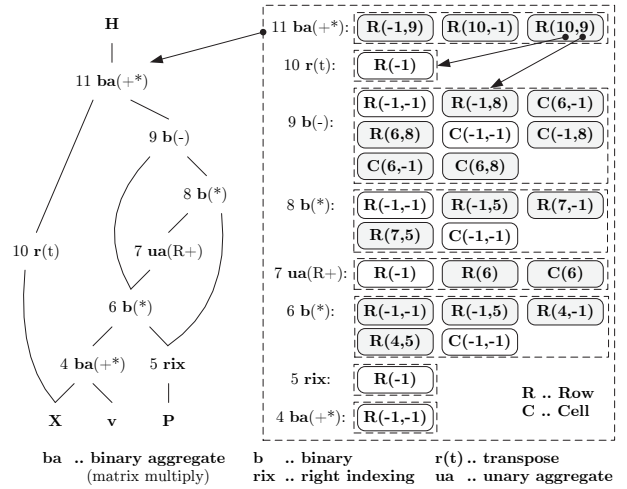 H
11 ba(+*)
9 b(-)
8 b(*)
10 r(t)
7 ua(R+)
6 b(*)
4 ba(+*) 5 rix
X v P
11 ba(+*): R(-1,9) R(10,-1) R(10,9)
10 r(t): R(-1)
9 b(-): R(-1,-1) R(-1,8) C(6,-1)
R(6,8) C(-1,-1) C(-1,8)
C(6,-1) C(6,8)
8 b(*): R(-1,-1) R(-1,5) R(7,-1)
R(7,5) C(-1,-1)
7 ua(R+): R(-1) R(6) C(6)
6 b(*): R(-1,-1) R(-1,5) R(4,-1)
R(4,5) C(-1,-1)
5 rix: R(-1)
4 ba(+*): R(-1,-1)
R .. Row
C .. Cell
ba .. binary aggregate b .. binary r(t) .. transpose
(matrix multiply) rix .. right indexing ua .. unary aggregate